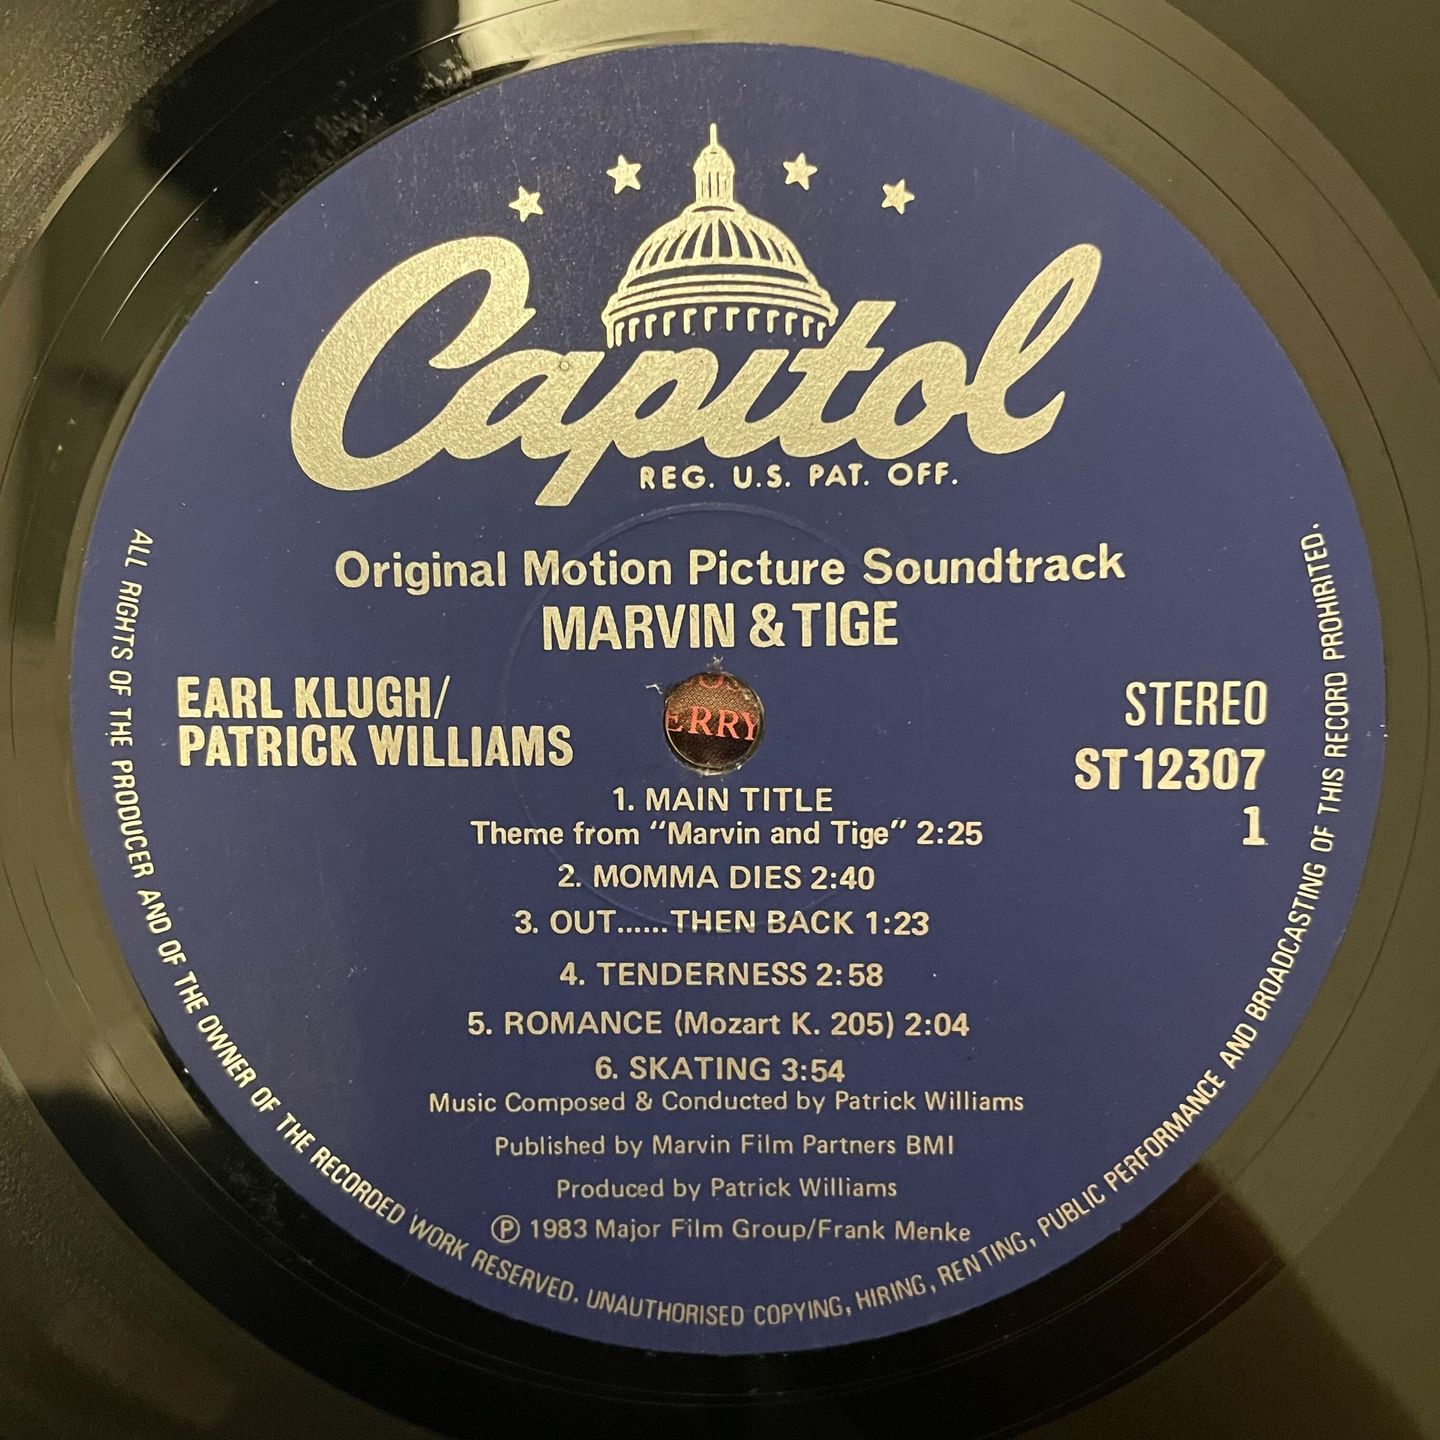 Capitol
REG. U.S. PAT. OFF.
Original Motion Picture Soundtrack
MARVIN & TIGE
EARL KLUGH/
PATRICK WILLIAMS
STEREO
ST 12307
1
ERRY
1. MAIN TITLE
Theme from "Marvin and Tige" 2:25
2. MOMMA DIES 2:40
3. OUT......THEN BACK 1:23
4. TENDERNESS 2:58
5. ROMANCE (Mozart K. 205) 2:04
6. SKATING 3:54
Music Composed & Conducted by Patrick Williams
Published by Marvin Film Partners BMI
Produced by Patrick Williams
Ⓟ 1983 Major Film Group/Frank Menke
ALL RIGHTS OF THE PRODUCER AND OF THE OWNER OF THE RECORDED WORK RESERVED. UNAUTHORISED COPYING, HIRING, RENTING, PUBLIC PERFORMANCE AND BROADCASTING OF THIS RECORD PROHIBITED.